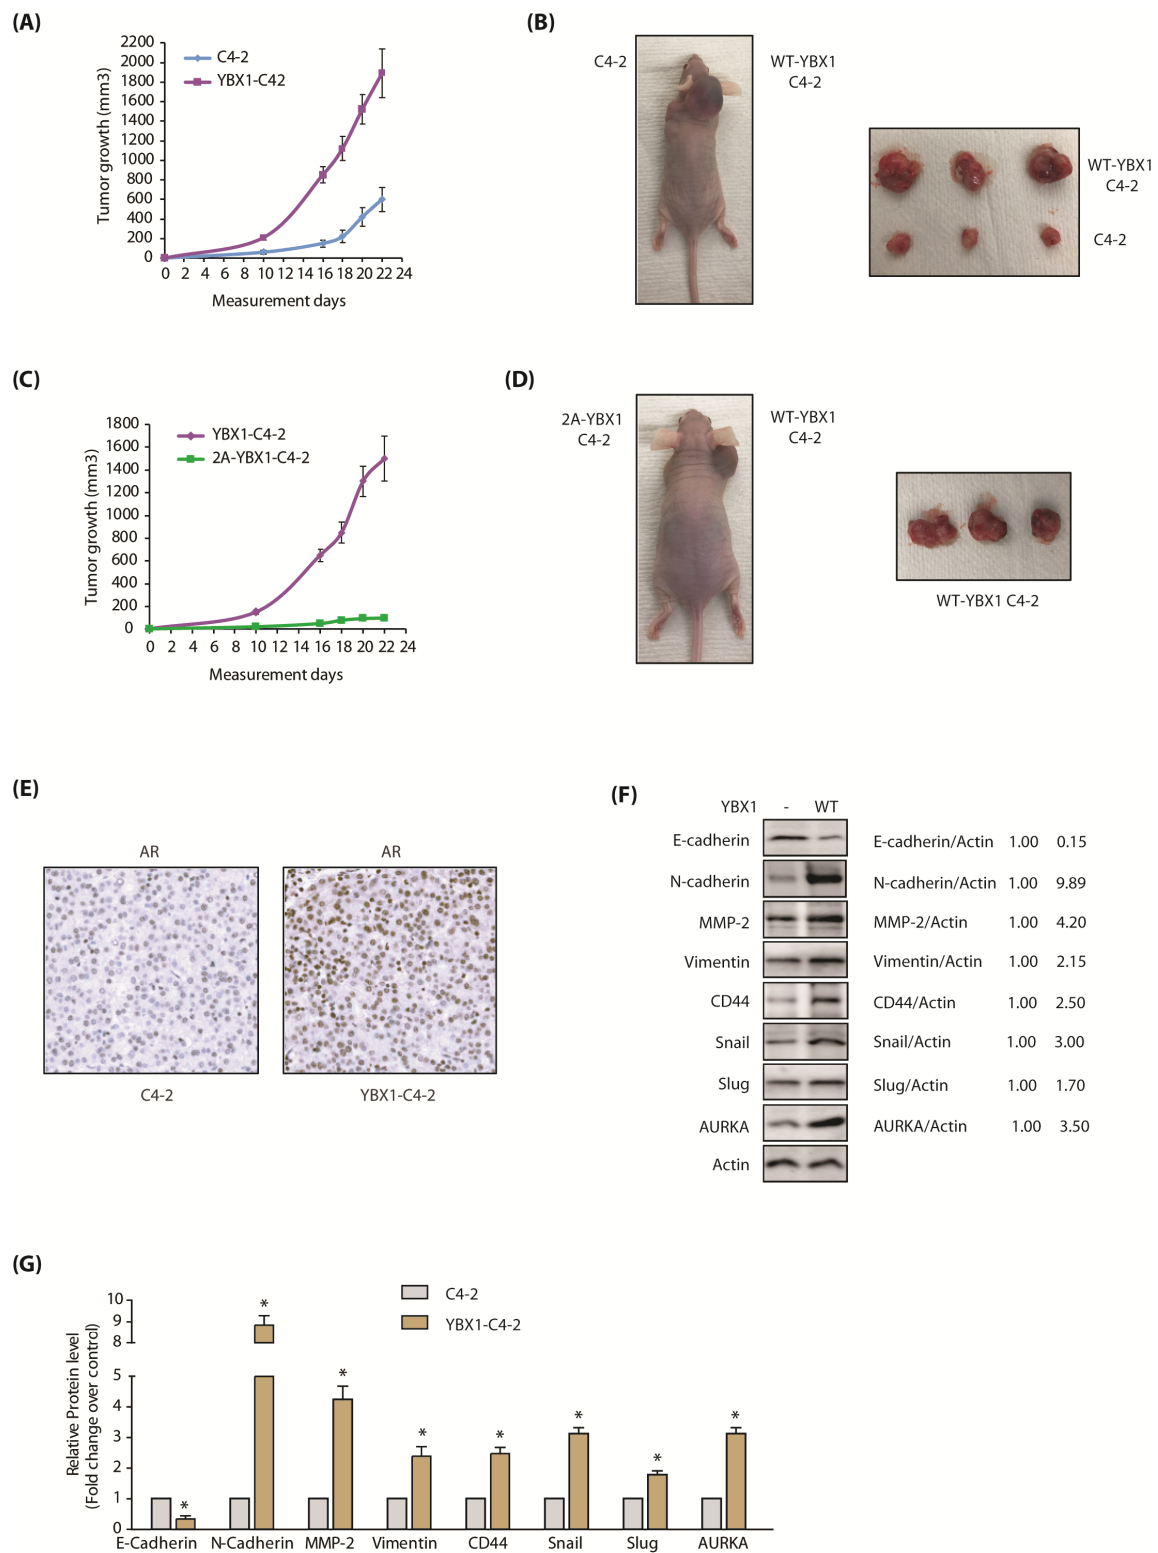 (A)
2200
2000
1800
1600
1400
1200
1000
800
600
400
200
0
Tumor growth (mm3)
C4-2
YBX1-C42
0 2 4 6 8 10 12 14 16 18 20 22 24
Measurement days
(B)
C4-2
WT-YBX1
C4-2
WT-YBX1
C4-2
C4-2
(C)
1800
1600
1400
1200
1000
800
600
400
200
0
Tumor growth (mm3)
YBX1-C4-2
2A-YBX1-C4-2
0 2 4 6 8 10 12 14 16 18 20 22 24
Measurement days
(D)
2A-YBX1
C4-2
WT-YBX1
C4-2
WT-YBX1 C4-2
(E)
AR
AR
C4-2
YBX1-C4-2
(F)
YBX1 - WT
E-cadherin E-cadherin/Actin 1.00 0.15
N-cadherin N-cadherin/Actin 1.00 9.89
MMP-2 MMP-2/Actin 1.00 4.20
Vimentin Vimentin/Actin 1.00 2.15
CD44 CD44/Actin 1.00 2.50
Snail Snail/Actin 1.00 3.00
Slug Slug/Actin 1.00 1.70
AURKA AURKA/Actin 1.00 3.50
Actin
(G)
C4-2
YBX1-C4-2
Relative Protein level
(Fold change over control)
10
9
8
5
4
3
2
1
0
* * * * * * * *
E-Cadherin N-Cadherin MMP-2 Vimentin CD44 Snail Slug AURKA